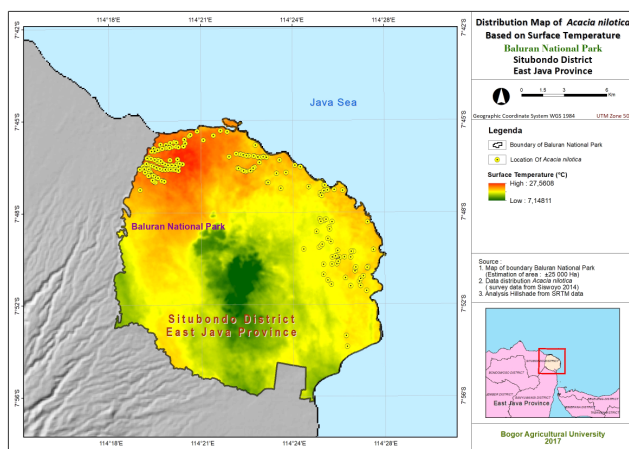 114°18'E 114°21'E 114°24'E 114°28'E
7°42'S
7°45'S
7°48'S
7°52'S
7°56'S
Java Sea
Baluran National Park
Situbondo District
East Java Province
114°18'E 114°21'E 114°24'E 114°28'E
7°42'S
7°45'S
7°48'S
7°52'S
7°56'S
Distribution Map of Acacia nilotica
Based on Surface Temperature
Baluran National Park
Situbondo District
East Java Province
0 1,5 3 6
Km
Geographic Coordinate System WGS 1984 UTM Zone 50
Legenda
Boundary of Baluran National Park
Location Of Acacia nilotica
Surface Temperature (°C)
High : 27,5608
Low : 7,14811
Source :
1. Map of boundary Baluran National Park
(Estimation of area : ±25 000 Ha)
2. Data distribution Acacia nilotica
( survey data from Siswoyo 2014)
3. Analysis Hillshade from SRTM data
East Java Province
Bogor Agricultural University
2017